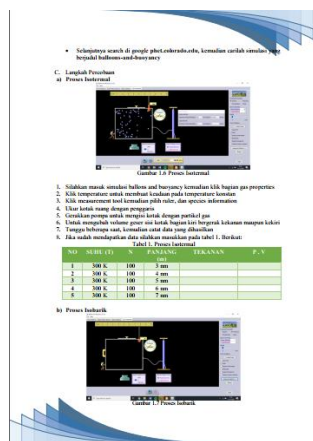 • Selanjutnya search di google phet.colorado.edu, kemudian carilah simulasi yang
berjudul balloons-and-buoyancy
C. Langkah Percobaan
a) Proses Isotermal
Gambar 1.6 Proses Isotermal
1. Silahkan masuk simulasi ballons and buoyancy kemudian klik bagian gas properties
2. Klik temperature untuk membuat keadaan pada temperatur konstan
3. Klik measurement tool kemudian pilih ruler, dan species information
4. Ukur kotak ruang dengan penggaris
5. Gerakkan pompa untuk mengisi kotak dengan partikel gas
6. Untuk mengubah volume geser sisi kotak bagian kiri bergerak kekanan maupun kekiri
7. Tunggu beberapa saat, kemudian catat data yang dihasilkan
8. Jika sudah mendapatkan data silahkan masukkan pada tabel 1. Berikut:
Tabel 1. Proses Isotermal
NO SUHU (T) N PANJANG (m) TEKANAN P . V
1 300 K 100 3 nm
2 300 K 100 4 nm
3 300 K 100 5 nm
4 300 K 100 6 nm
5 300 K 100 7 nm
b) Proses Isobarik
Gambar 1.7 Proses Isobarik